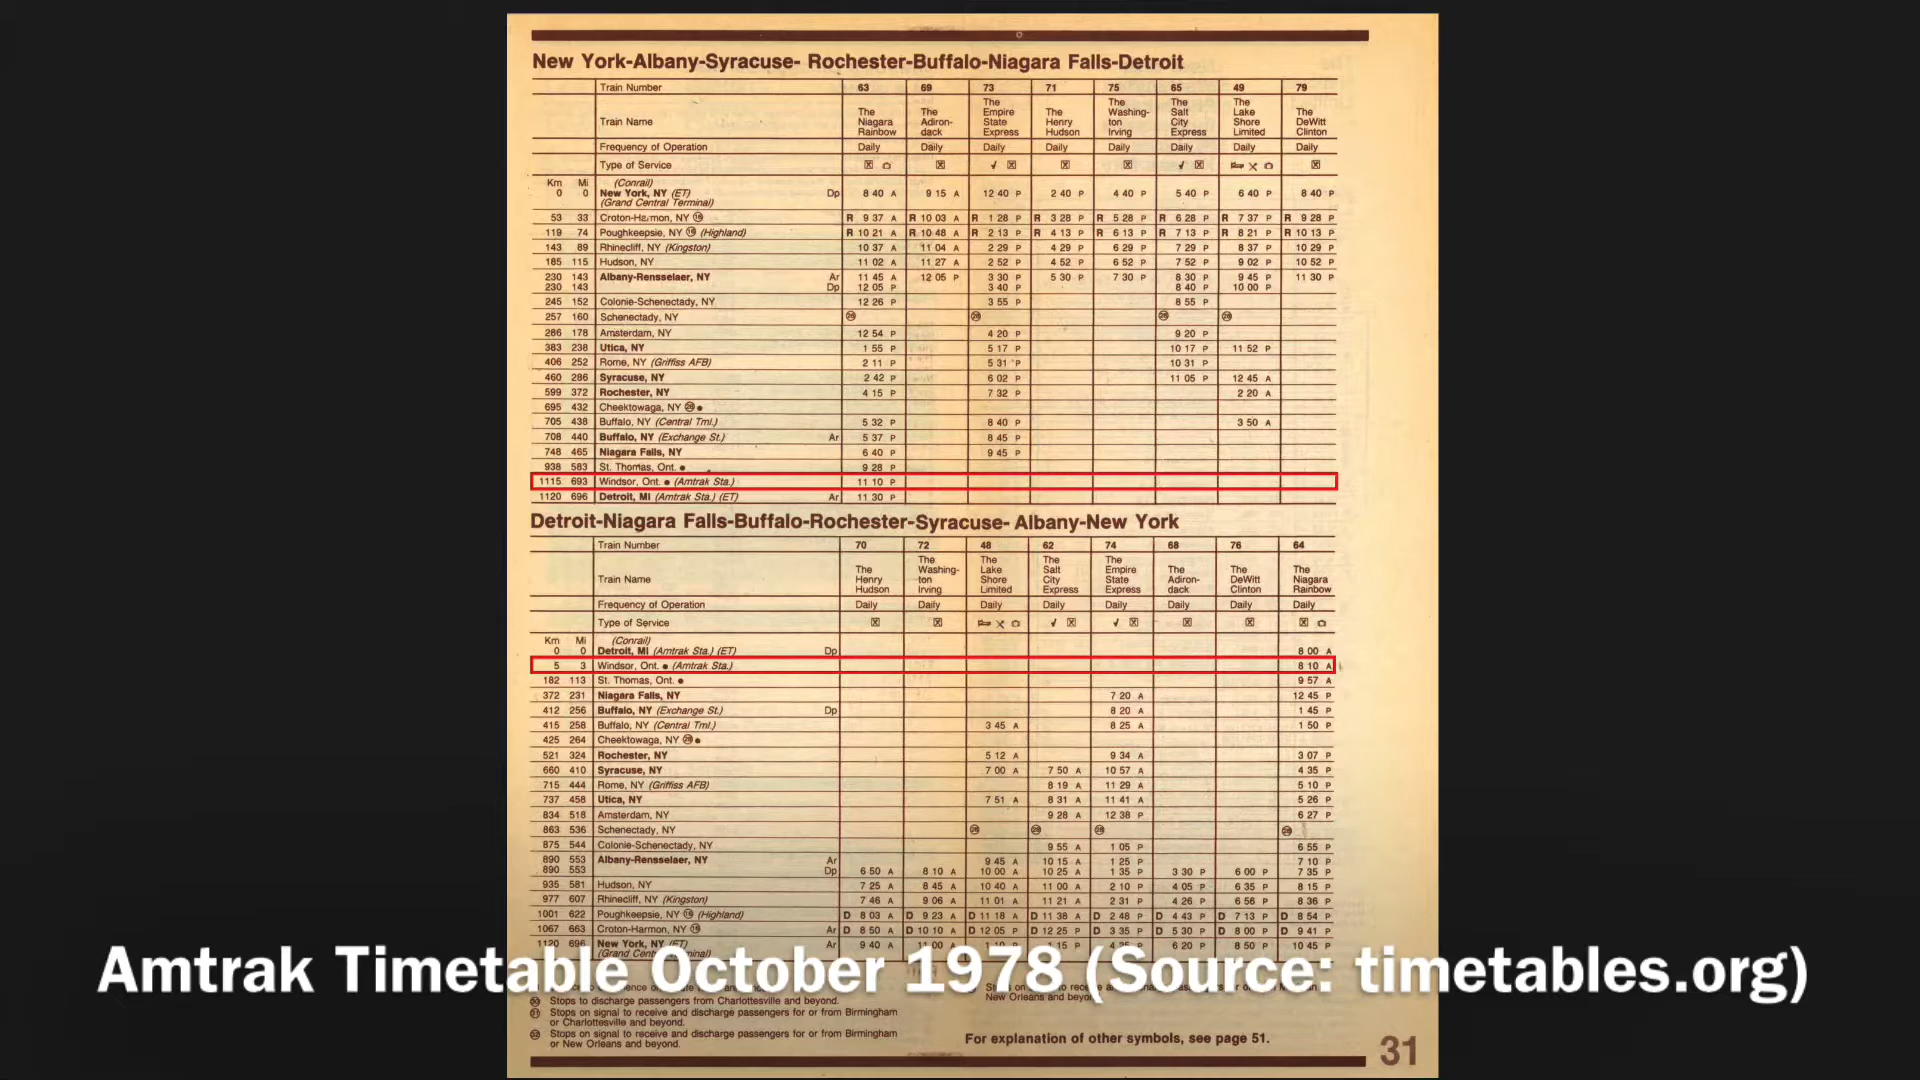 New York-Albany-Syracuse- Rochester-Buffalo-Niagara Falls-Detroit
Train Number 63 69 73 71 75 65 49 79
Train Name The Niagara Rainbow The Adiron-dack The Empire State Express The Henry Hudson The Washing-ton Irving The Salt City Express The Lake Shore Limited The DeWitt Clinton
Frequency of Operation Daily Daily Daily Daily Daily Daily Daily Daily
Type of Service
Km Mi (Conrail)
0 0 New York, NY (ET) Dp 8 40 A 9 15 A 12 40 P 2 40 P 4 40 P 5 40 P 6 40 P 8 40 P
(Grand Central Terminal)
53 33 Croton-Harmon, NY R 9 37 A R 10 03 A R 1 28 P R 3 28 P R 5 28 P R 6 28 P R 7 37 P R 9 28 P
119 74 Poughkeepsie, NY (Highland) R 10 21 A R 10 48 A R 2 13 P R 4 13 P R 6 13 P R 7 13 P R 8 21 P R 10 13 P
143 89 Rhinecliff, NY (Kingston) 10 37 A 11 04 A 2 29 P 4 29 P 6 29 P 7 29 P 8 37 P 10 29 P
185 115 Hudson, NY 11 02 A 11 27 A 2 52 P 4 52 P 6 52 P 7 52 P 9 02 P 10 52 P
230 143 Albany-Rensselaer, NY Ar 11 45 A 12 05 P 3 30 P 5 30 P 7 30 P 8 30 P 9 45 P 11 30 P
230 143 Dp 12 05 P 3 40 P 8 40 P 10 00 P
245 152 Colonie-Schenectady, NY 12 26 P 3 55 P 8 55 P
257 160 Schenectady, NY
286 178 Amsterdam, NY 12 54 P 4 20 P 9 20 P
383 238 Utica, NY 1 55 P 5 17 P 10 17 P 11 52 P
406 252 Rome, NY (Griffiss AFB) 2 11 P 5 31 P 10 31 P
460 286 Syracuse, NY 2 42 P 6 02 P 11 05 P 12 45 A
599 372 Rochester, NY 4 15 P 7 32 P 2 20 A
695 432 Cheektowaga, NY
705 438 Buffalo, NY (Central Tml.) 5 32 P 8 40 P 3 50 A
708 440 Buffalo, NY (Exchange St.) Ar 5 37 P 8 45 P
748 465 Niagara Falls, NY 6 40 P 9 45 P
938 583 St. Thomas, Ont. 9 28 P
1115 693 Windsor, Ont. (Amtrak Sta.) 11 10 P
1120 696 Detroit, MI (Amtrak Sta.) (ET) Ar 11 30 P
Detroit-Niagara Falls-Buffalo-Rochester-Syracuse- Albany-New York
Train Number 70 72 48 62 74 68 76 64
Train Name The Henry Hudson The Washing-ton Irving The Lake Shore Limited The Salt City Express The Empire State Express The Adiron-dack The DeWitt Clinton The Niagara Rainbow
Frequency of Operation Daily Daily Daily Daily Daily Daily Daily Daily
Type of Service
Km Mi (Conrail)
0 0 Detroit, MI (Amtrak Sta.) (ET) Dp 8 00 A
5 3 Windsor, Ont. (Amtrak Sta.) 8 10 A
182 113 St. Thomas, Ont. 9 57 A
372 231 Niagara Falls, NY 7 20 A 12 45 P
412 256 Buffalo, NY (Exchange St.) Dp 8 20 A 1 45 P
415 258 Buffalo, NY (Central Tml.) 3 45 A 8 25 A 1 50 P
425 264 Cheektowaga, NY
521 324 Rochester, NY 5 12 A 9 34 A 3 07 P
660 410 Syracuse, NY 7 00 A 7 50 A 10 57 A 4 35 P
715 444 Rome, NY (Griffiss AFB) 8 19 A 11 29 A 5 10 P
737 458 Utica, NY 7 51 A 8 31 A 11 41 A 5 26 P
834 518 Amsterdam, NY 9 28 A 12 38 P 6 27 P
863 536 Schenectady, NY
875 544 Colonie-Schenectady, NY 9 55 A 1 05 P 6 55 P
890 553 Albany-Rensselaer, NY Ar 9 45 A 10 15 A 1 25 P 7 10 P
890 553 Dp 6 50 A 8 10 A 10 00 A 10 25 A 1 35 P 3 30 P 6 00 P 7 35 P
935 581 Hudson, NY 7 25 A 8 45 A 10 40 A 11 00 A 2 10 P 4 05 P 6 35 P 8 15 P
977 607 Rhinecliff, NY (Kingston) 7 46 A 9 06 A 11 01 A 11 21 A 2 31 P 4 26 P 6 56 P 8 36 P
1001 622 Poughkeepsie, NY (Highland) D 8 03 A D 9 23 A D 11 18 A D 11 38 A D 2 48 P D 4 43 P D 7 13 P D 8 54 P
1067 663 Croton-Harmon, NY Ar D 8 50 A D 10 10 A D 12 05 P D 12 25 P D 3 35 P D 5 30 P D 8 00 P D 9 41 P
1120 696 New York, NY (ET) Ar 9 40 A 11 00 A 1 15 P 6 20 P 8 50 P 10 45 P
Amtrak Timetable October 1978 (Source: timetables.org)
Stops to discharge passengers from Charlottesville and beyond.
Stops on signal to receive and discharge passengers for or from Birmingham
or Charlottesville and beyond.
Stops on signal to receive and discharge passengers for or from Birmingham
or New Orleans and beyond.
New Orleans and beyond.
For explanation of other symbols, see page 51.
31